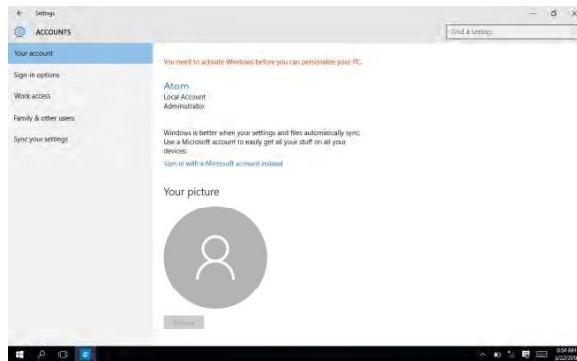 Settings
ACCOUNTS
Find a setting
Your account
Sign-in options
Work access
Family & other users
Sync your settings
You need to activate Windows before you can personalize your PC.
Atom
Local Account
Administrator
Windows is better when your settings and files automatically sync.
Use a Microsoft account to easily get all your stuff on all your
devices.
Sign in with a Microsoft account instead
Your picture
Browse
8:54 AM